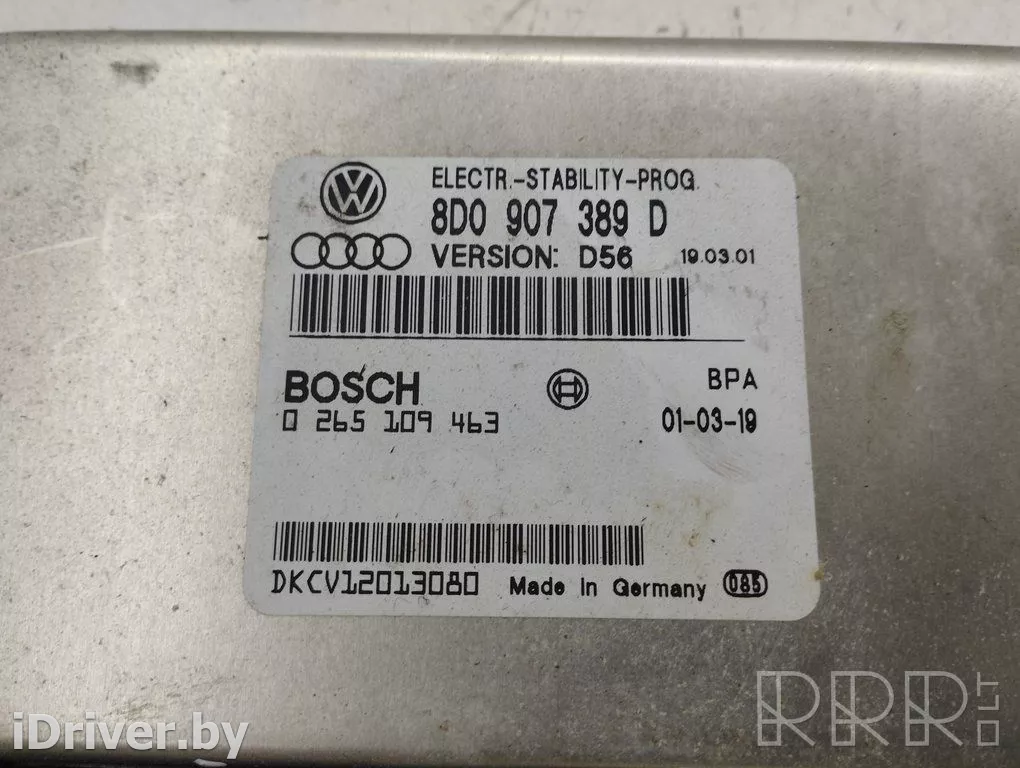 ELECTR.-STABILITY-PROG.
8D0 907 389 D
VERSION: D56 19.03.01
BOSCH
BPA
0 265 109 463
01-03-19
DKCV12013080 Made in Germany 085
iDriver.by
RRR.LT